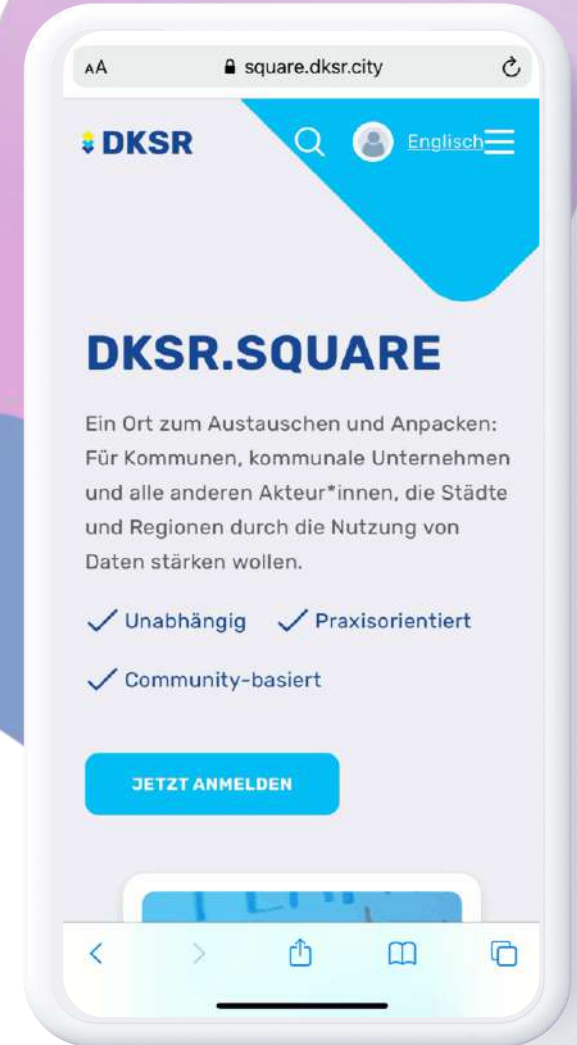 AA square.dksr.city
DKSR Englisch
DKSR.SQUARE
Ein Ort zum Austauschen und Anpacken:
Für Kommunen, kommunale Unternehmen
und alle anderen Akteur*innen, die Städte
und Regionen durch die Nutzung von
Daten stärken wollen.
Unabhängig Praxisorientiert
Community-basiert
JETZT ANMELDEN